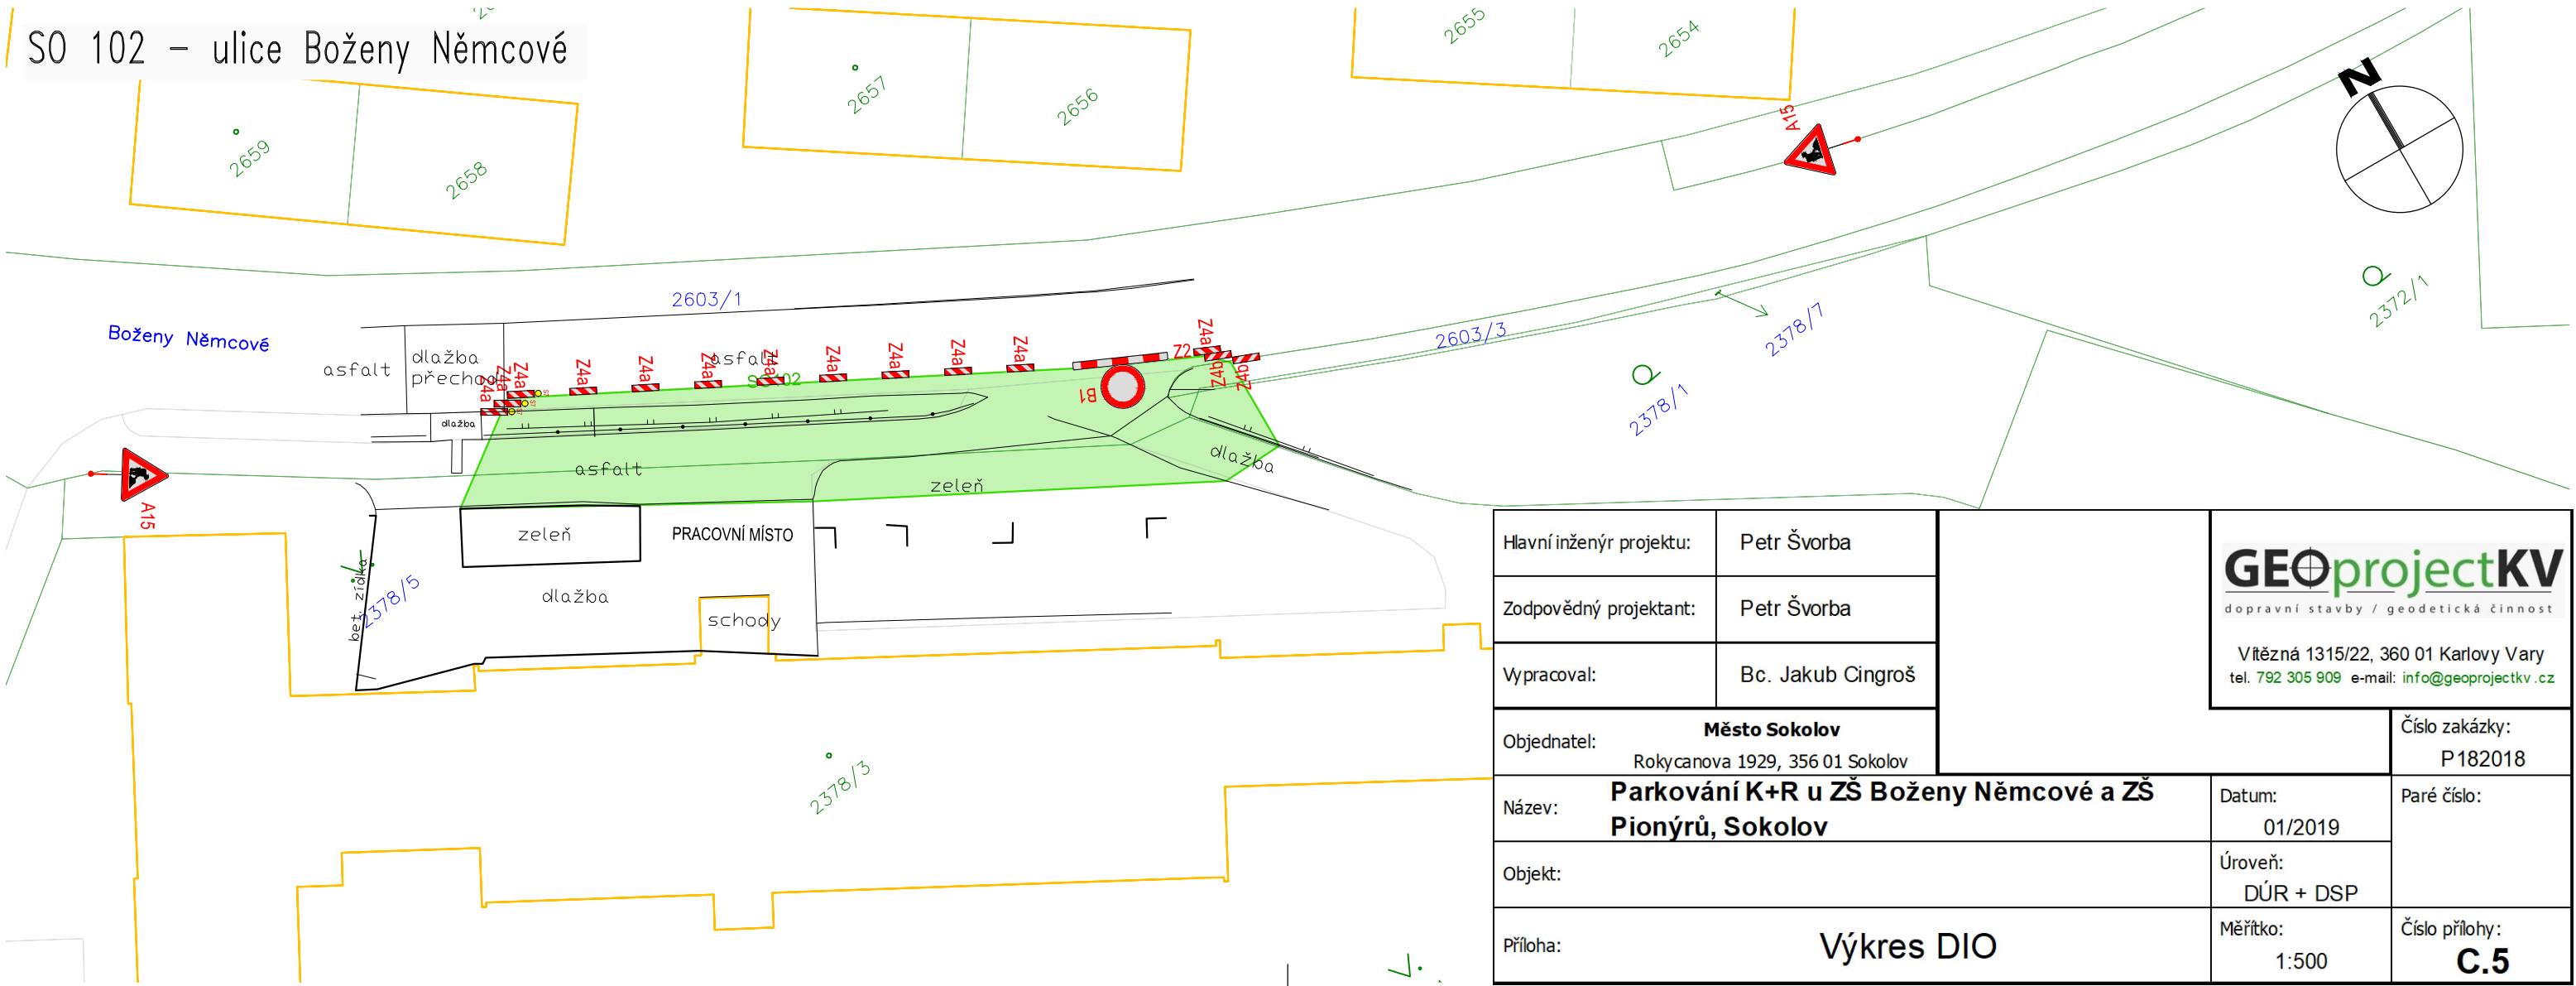 SO 102 – ulice Boženy Němcové
2659
2658
2657
2656
2655
2654
N
A15
2603/1
Boženy Němcové
asfalt
dlažba
přechod
asfalt
Z4a
Z4a
Z4a
Z4a
Z4a
Z4a
Z4a
Z4a
Z4a
Z4a
Z4a
Z2
Z4a
Z4b
Z4b
B1
SO 102
2603/3
2378/7
2378/1
2372/1
dlažba
asfalt
dlažba
zeleň
A15
zeleň
PRACOVNÍ MÍSTO
bet. zídka
2378/5
dlažba
schody
2378/3
Hlavní inženýr projektu: Petr Švorba
Zodpovědný projektant: Petr Švorba
Vypracoval: Bc. Jakub Cingroš
GEOprojectKV
dopravní stavby / geodetická činnost
Vítězná 1315/22, 360 01 Karlovy Vary
tel. 792 305 909 e-mail: info@geoprojektkv.cz
Objednatel: Město Sokolov
Rokycanova 1929, 356 01 Sokolov
Číslo zakázky:
P182018
Název: Parkování K+R u ZŠ Boženy Němcové a ZŠ
Pionýrů, Sokolov
Datum:
01/2019
Paré číslo:
Objekt:
Úroveň:
DÚR + DSP
Příloha: Výkres DIO
Měřítko:
1:500
Číslo přílohy:
C.5